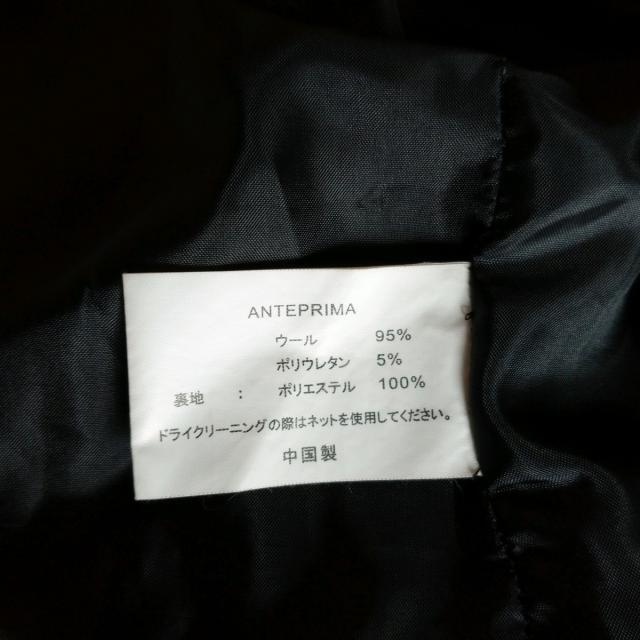 ANTEPRIMA
ウール 95%
ポリウレタン 5%
裏地 : ポリエステル 100%
ドライクリーニングの際はネットを使用してください。
中国製